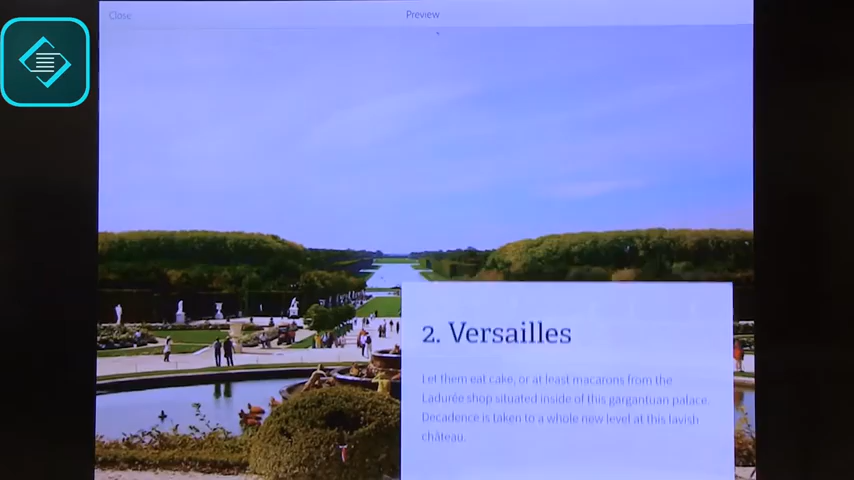 Close
Preview
2. Versailles
Let them eat cake, or at least macarons from the
Ladurée shop situated inside of this gargantuan palace.
Decadence is taken to a whole new level at this lavish
château.